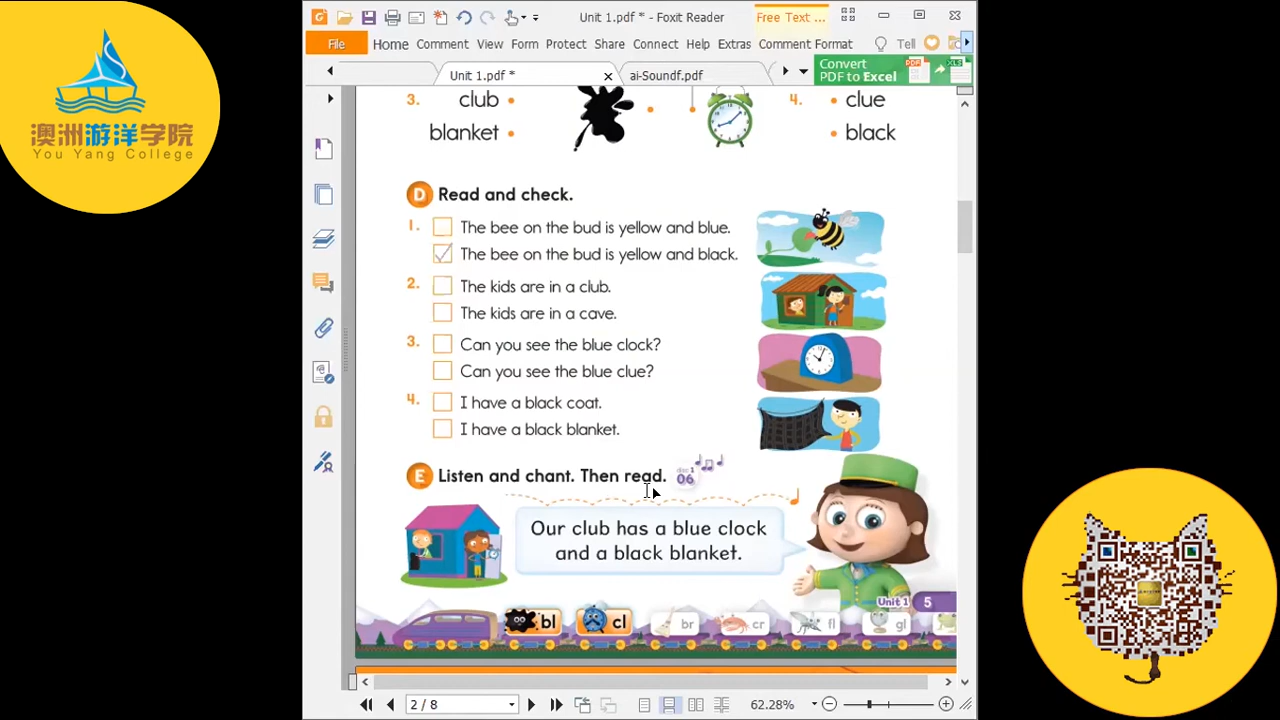 澳洲游洋学院
You Yang College
Unit 1.pdf * - Foxit Reader
Free Text ...
File Home Comment View Form Protect Share Connect Help Extras Comment Format Tell
Unit 1.pdf *
ai-Soundf.pdf
Convert
PDF to Excel
3. club
blanket
4. clue
black
D Read and check.
1. The bee on the bud is yellow and blue.
The bee on the bud is yellow and black.
2. The kids are in a club.
The kids are in a cave.
3. Can you see the blue clock?
Can you see the blue clue?
4. I have a black coat.
I have a black blanket.
E Listen and chant. Then read.
disc 1
06
Our club has a blue clock
and a black blanket.
Unit 1 5
bl cl br cr fl gl
2 / 8
62.28%